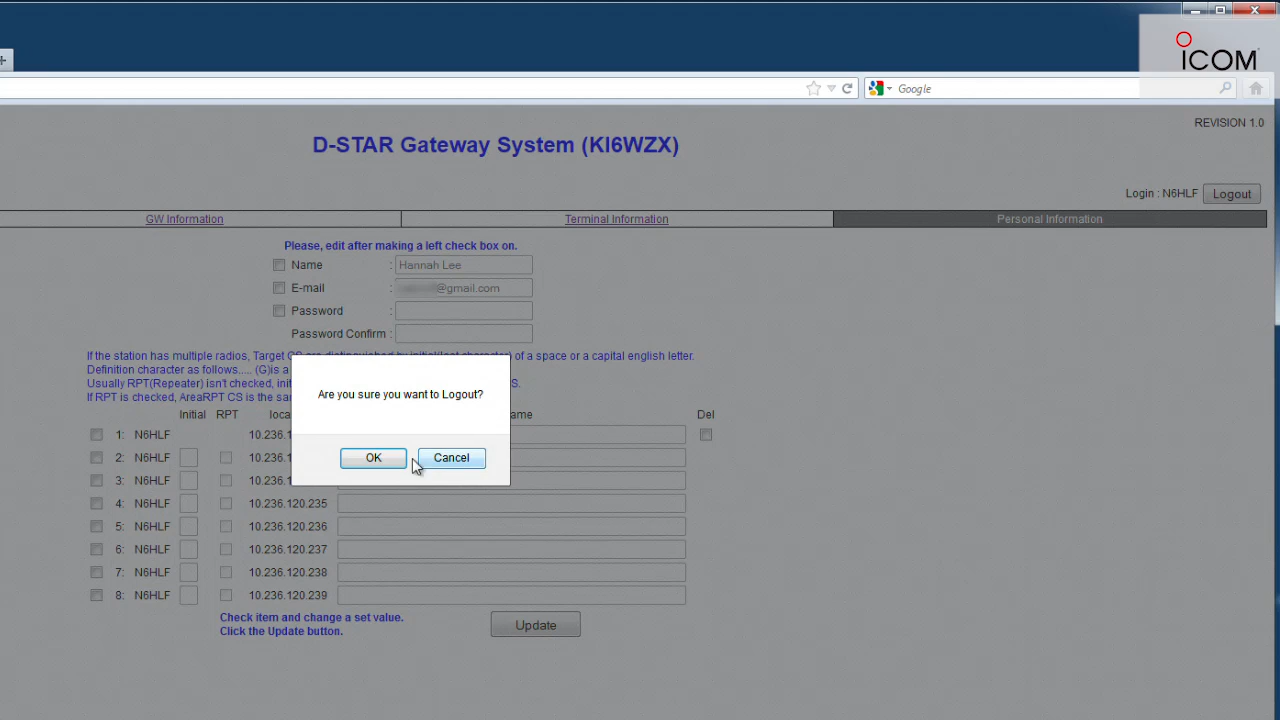 ICOM
Google
REVISION 1.0
D-STAR Gateway System (KI6WZX)
Login : N6HLF Logout
GW Information Terminal Information Personal Information
Please, edit after making a left check box on.
Name : Hannah Lee
E-mail : @gmail.com
Password :
Password Confirm :
If the station has multiple radios, Target CS are distinguished by initial(last character) of a space or a capital english letter.
Definition character as follows...., (G)is a
Usually RPT(Repeater) isn't checked, S.
If RPT is checked, AreaRPT CS is the
Initial RPT Del
1: N6HLF 10.236.1
2: N6HLF 10.236.
3: N6HLF 10.236.
4: N6HLF 10.236.120.235
5: N6HLF 10.236.120.236
6: N6HLF 10.236.120.237
7: N6HLF 10.236.120.238
8: N6HLF 10.236.120.239
Check item and change a set value.
Click the Update button.
Update
Are you sure you want to Logout?
OK Cancel